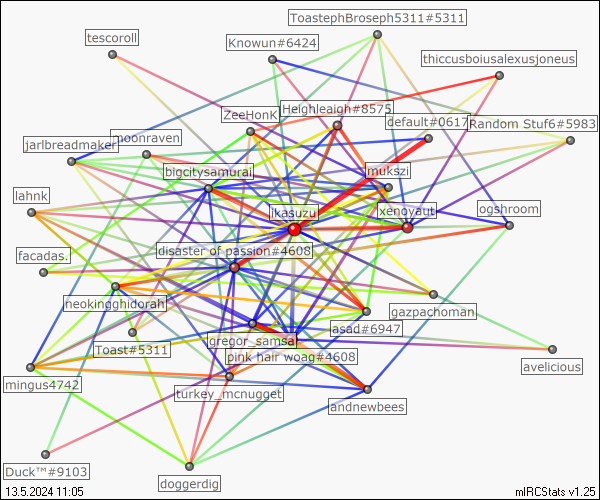 ToastephBroseph5311#5311
tescoroll
Knowun#6424
thiccusboiusalexusjoneus
Heighleaigh#8575
ZeeHonK
default#0617
Random Stuf6#5983
moonraven
jarlbreadmaker
bigcitysamurai
mukszi
lahnk
ikasuzu
xenoyaut
ogshroom
facadas.
disaster of passion#4608
neokingghidorah
gazpachoman
asad#6947
gregor_samsa
Toast#5311
pink hair woag#4608
avelicious
mingus4742
turkey_mcnugget
andnewbees
Duck™#9103
doggerdig
13.5.2024 11:05
mIRCStats v1.25